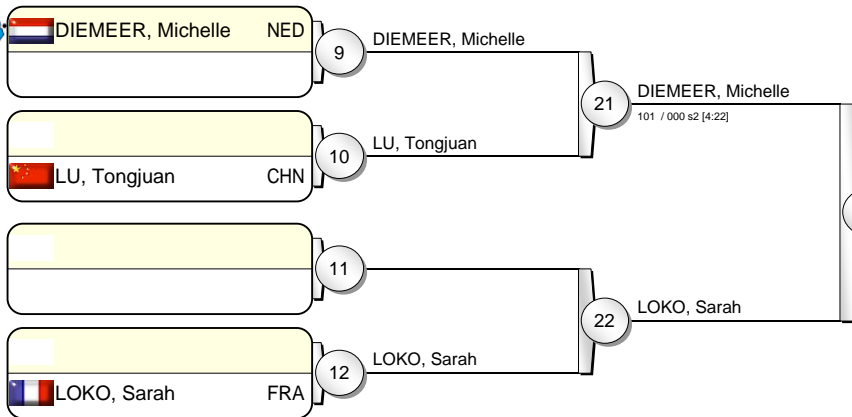 DIEMEER, Michelle NED
9
DIEMEER, Michelle
21
DIEMEER, Michelle
101 / 000 s2 [4:22]
10
LU, Tongjuan
LU, Tongjuan CHN
11
22
LOKO, Sarah
12
LOKO, Sarah
LOKO, Sarah FRA